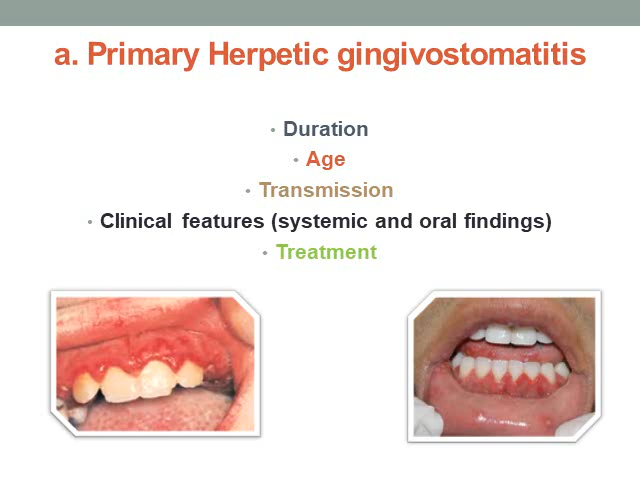 a. Primary Herpetic gingivostomatitis
• Duration
• Age
• Transmission
• Clinical features (systemic and oral findings)
• Treatment